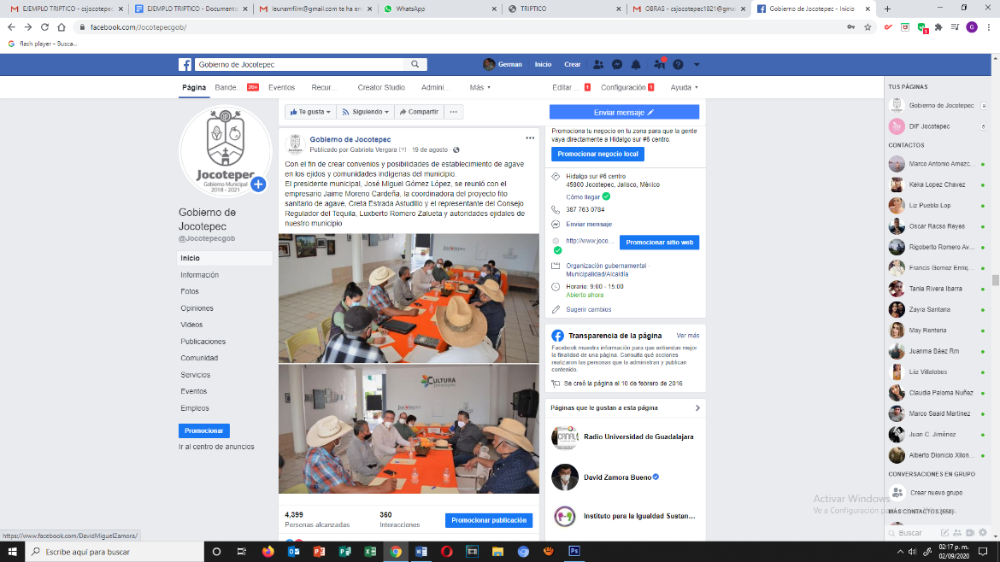 EJEMPLO TRIPTICO - csjocotepec
EJEMPLO TRIPTICO - Documento
leunamfilm@gmail.com te ha en
WhatsApp
TRIPTICO
OBRAS - csjocotepec1821@gma
Gobierno de Jocotepec - Inicio
facebook.com/Jocotepecgob/
flash player - Busca...
Gobierno de Jocotepec
German
Inicio
Crear
Página
Bande...
20+
Eventos
Recur...
Creator Studio
Admini...
Más
Editar ...
1
Configuración
1
Ayuda
Jocotepec
Gobierno Municipal
2018 - 2021
Gobierno de
Jocotepec
@Jocotepecgob
Inicio
Información
Fotos
Opiniones
Videos
Publicaciones
Comunidad
Servicios
Eventos
Empleos
Promocionar
Ir al centro de anuncios
https://www.facebook.com/DavidMiguelZamora/
Te gusta
Siguiendo
Compartir
Gobierno de Jocotepec
Publicado por Gabriela Vergara [?] · 19 de agosto ·
Con el fin de crear convenios y posibilidades de establecimiento de agave
en los ejidos y comunidades indígenas del municipio.
El presidente municipal, José Miguel Gómez López, se reunió con el
empresario Jaime Moreno Cardeña, la coordinadora del proyecto fito
sanitario de agave, Creta Estrada Astudillo y el representante del Consejo
Regulador del Tequila, Luxberto Romero Zalueta y autoridades ejidales de
nuestro municipio
Jocotepec
CULTURA
Jocotepec
Jocotepec
4,399
Personas alcanzadas
360
Interacciones
Promocionar publicación
Enviar mensaje
Promociona tu negocio en tu zona para que la gente
vaya directamente a Hidalgo sur #6 centro.
Promocionar negocio local
Hidalgo sur #6 centro
45800 Jocotepec, Jalisco, México
Cómo llegar
387 763 0784
Enviar mensaje
http://www.joco...
Promocionar sitio web
Organización gubernamental ·
Municipalidad/Alcaldía
Horario: 9:00 - 15:00
Abierto ahora
Sugerir cambios
Transparencia de la página
Ver más
Facebook muestra información para que entiendas mejor
la finalidad de una página. Consulta qué acciones
realizaron las personas que la administran y publican
contenido.
Se creó la página el 10 de febrero de 2016
Páginas que le gustan a esta página
CANAL
Radio Universidad de Guadalajara
David Zamora Bueno
Instituto para la Igualdad Sustan...
TUS PÁGINAS
Gobierno de Jocotepec
9
DIF Jocotepec
6
CONTACTOS
Marco Antonio Amezc...
Keka Lopez Chavez
Liz Puebla Lop
Oscar Racso Reyes
Rigoberto Romero Av...
Francis Gomez Enriq...
Tania Rivera Ibarra
Zayra Santana
May Renteria
Juanma Báez Rm
Liiz Villalobos
Claudia Paloma Nuñez
Marco Saaid Martinez
Juan C. Jiménez
Alberto Dionicio Xilon...
CONVERSACIONES EN GRUPO
Crear nuevo grupo
MÁS CONTACTOS (658)
Buscar
Activar Windows
Ve a Configuración
Escribe aquí para buscar
02:17 p. m.
02/09/2020